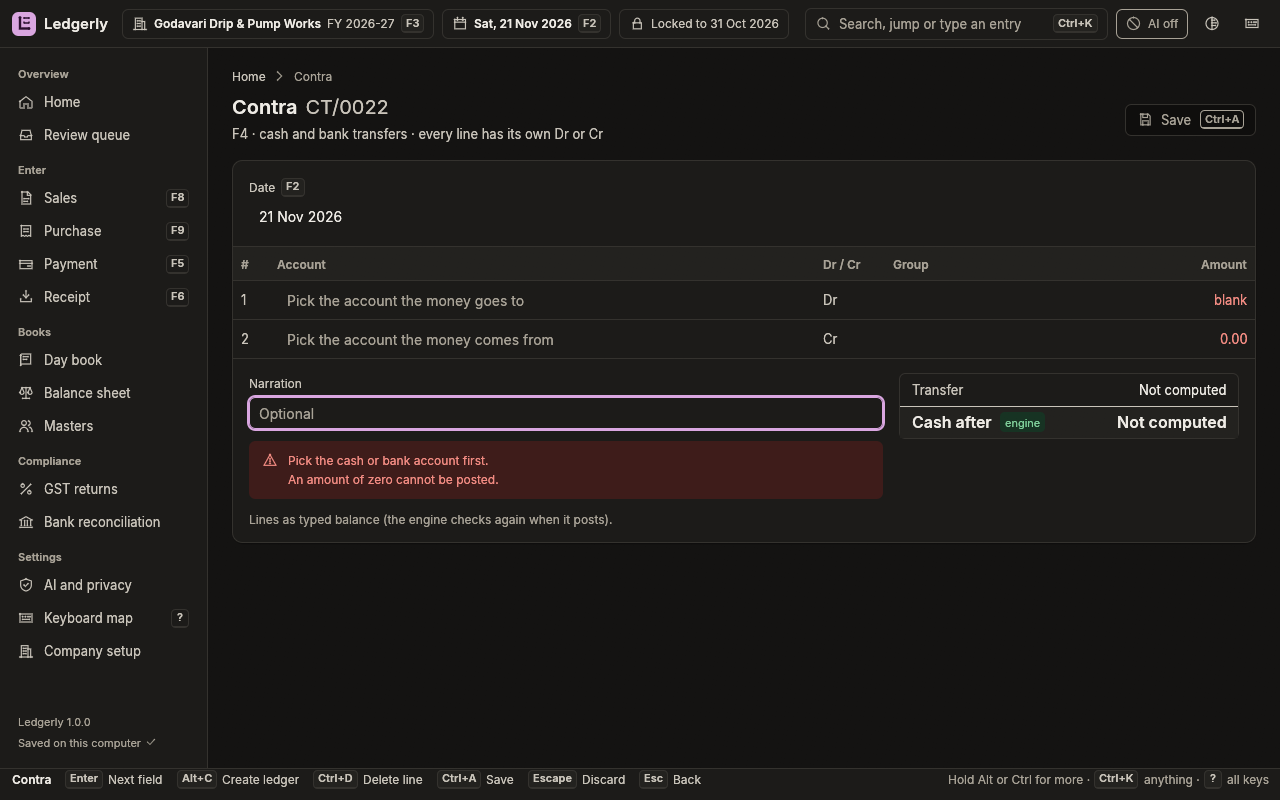 Ledgerly
Godavari Drip & Pump Works FY 2026-27 F3
Sat, 21 Nov 2026 F2
Locked to 31 Oct 2026
Search, jump or type an entry Ctrl+K
AI off
Overview
Home
Review queue
Enter
Sales F8
Purchase F9
Payment F5
Receipt F6
Books
Day book
Balance sheet
Masters
Compliance
GST returns
Bank reconciliation
Settings
AI and privacy
Keyboard map ?
Company setup
Ledgerly 1.0.0
Saved on this computer
Home Contra
Contra CT/0022
F4 · cash and bank transfers · every line has its own Dr or Cr
Save Ctrl+A
Date F2
21 Nov 2026
# Account Dr / Cr Group Amount
1 Pick the account the money goes to Dr blank
2 Pick the account the money comes from Cr 0.00
Narration
Optional
Pick the cash or bank account first.
An amount of zero cannot be posted.
Lines as typed balance (the engine checks again when it posts).
Transfer Not computed
Cash after engine Not computed
Contra Enter Next field Alt+C Create ledger Ctrl+D Delete line Ctrl+A Save Escape Discard Esc Back
Hold Alt or Ctrl for more · Ctrl+K anything · ? all keys